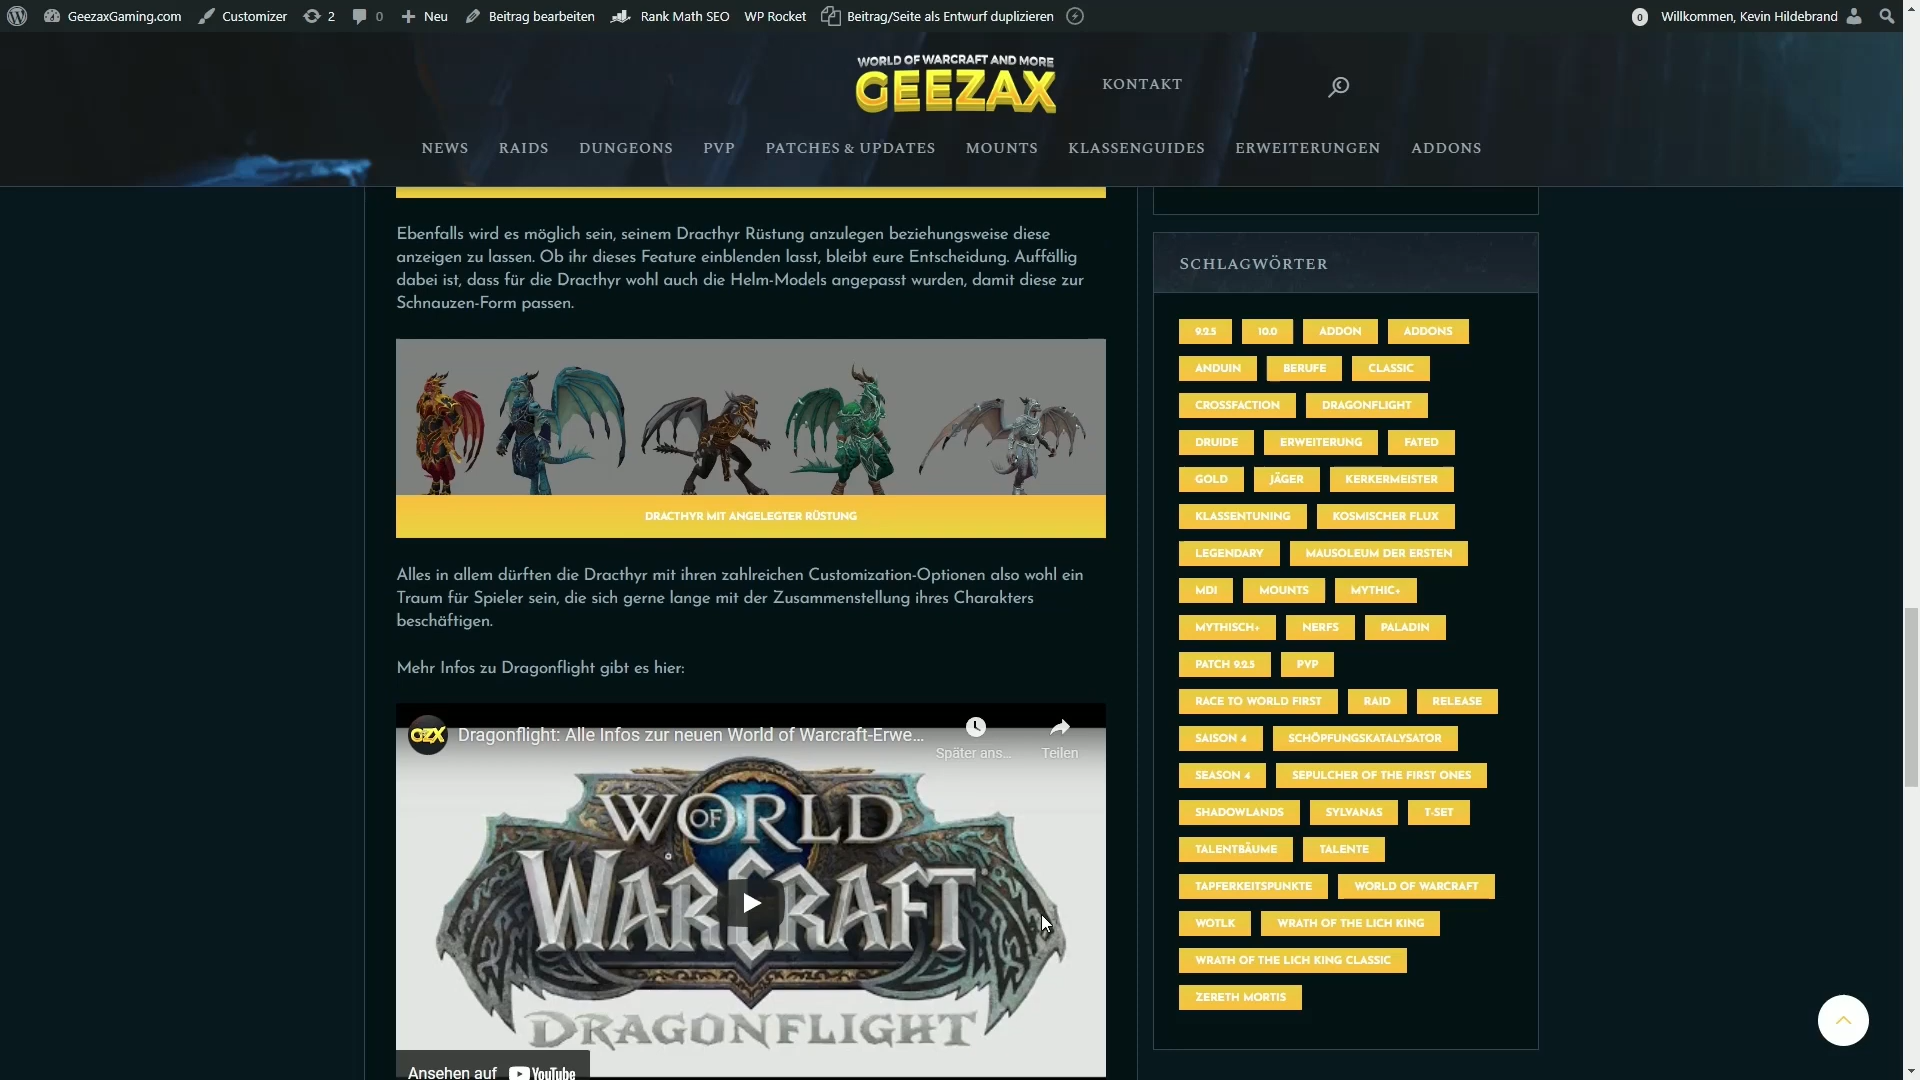 GeezaxGaming.com Customizer 2 0 Neu Beitrag bearbeiten Rank Math SEO WP Rocket Beitrag/Seite als Entwurf duplizieren 0 Willkommen, Kevin Hildebrand
WORLD OF WARCRAFT AND MORE
GEEZAX
KONTAKT
NEWS RAIDS DUNGEONS PVP PATCHES & UPDATES MOUNTS KLASSENGUIDES ERWEITERUNGEN ADDONS
Ebenfalls wird es möglich sein, seinem Dracthyr Rüstung anzulegen beziehungsweise diese
anzeigen zu lassen. Ob ihr dieses Feature einblenden lasst, bleibt eure Entscheidung. Auffällig
dabei ist, dass für die Dracthyr wohl auch die Helm-Models angepasst wurden, damit diese zur
Schnauzen-Form passen.
DRACTHYR MIT ANGELEGTER RÜSTUNG
Alles in allem dürften die Dracthyr mit ihren zahlreichen Customization-Optionen also wohl ein
Traum für Spieler sein, die sich gerne lange mit der Zusammenstellung ihres Charakters
beschäftigen.
Mehr Infos zu Dragonflight gibt es hier:
GZX Dragonflight: Alle Infos zur neuen World of Warcraft-Erwe...
Später ans... Teilen
WORLD OF
WARCRAFT
DRAGONFLIGHT
Ansehen auf YouTube
SCHLAGWÖRTER
9.2.5 10.0 ADDON ADDONS
ANDUIN BERUFE CLASSIC
CROSSFACTION DRAGONFLIGHT
DRUIDE ERWEITERUNG FATED
GOLD JÄGER KERKERMEISTER
KLASSENTUNING KOSMISCHER FLUX
LEGENDARY MAUSOLEUM DER ERSTEN
MDI MOUNTS MYTHIC+
MYTHISCH+ NERFS PALADIN
PATCH 9.2.5 PVP
RACE TO WORLD FIRST RAID RELEASE
SAISON 4 SCHÖPFUNGSKATALYSATOR
SEASON 4 SEPULCHER OF THE FIRST ONES
SHADOWLANDS SYLVANAS T-SET
TALENTBÄUME TALENTE
TAPFERKEITSPUNKTE WORLD OF WARCRAFT
WOTLK WRATH OF THE LICH KING
WRATH OF THE LICH KING CLASSIC
ZERETH MORTIS